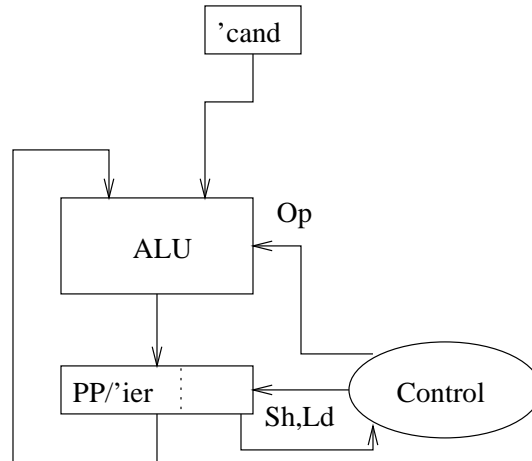 ’cand
Op
ALU
PP/’ier
Sh,Ld
Control